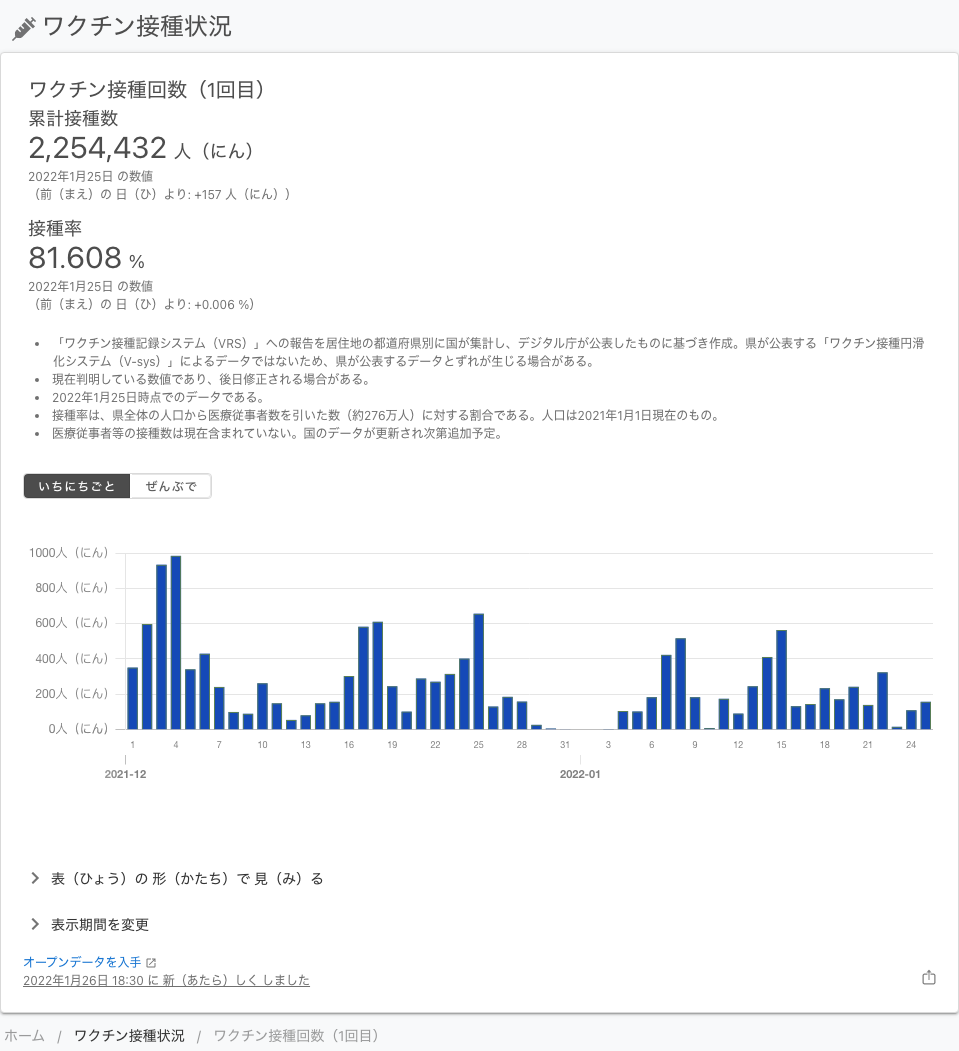 ワクチン接種状況
ワクチン接種回数（1回目）
累計接種数
2,254,432 人（にん）
2022年1月25日 の数値
（前（まえ）の 日（ひ）より: +157 人（にん））
接種率
81.608 %
2022年1月25日 の数値
（前（まえ）の 日（ひ）より: +0.006 %）
• 「ワクチン接種記録システム（VRS）」への報告を居住地の都道府県別に国が集計し、デジタル庁が公表したものに基づき作成。県が公表する「ワクチン接種円滑
化システム（V-sys）」によるデータではないため、県が公表するデータとずれが生じる場合がある。
• 現在判明している数値であり、後日修正される場合がある。
• 2022年1月25日時点でのデータである。
• 接種率は、県全体の人口から医療従事者数を引いた数（約276万人）に対する割合である。人口は2021年1月1日現在のもの。
• 医療従事者等の接種数は現在含まれていない。国のデータが更新され次第追加予定。
いちにちごと ぜんぶで
1000人（にん）
800人（にん）
600人（にん）
400人（にん）
200人（にん）
0人（にん）
1 4 7 10 13 16 19 22 25 28 31 3 6 9 12 15 18 21 24
2021-12 2022-01
表（ひょう）の 形（かたち）で 見（み）る
表示期間を変更
オープンデータを入手
2022年1月26日 18:30 に 新（あたら）しく しました
ホーム / ワクチン接種状況 / ワクチン接種回数（1回目）